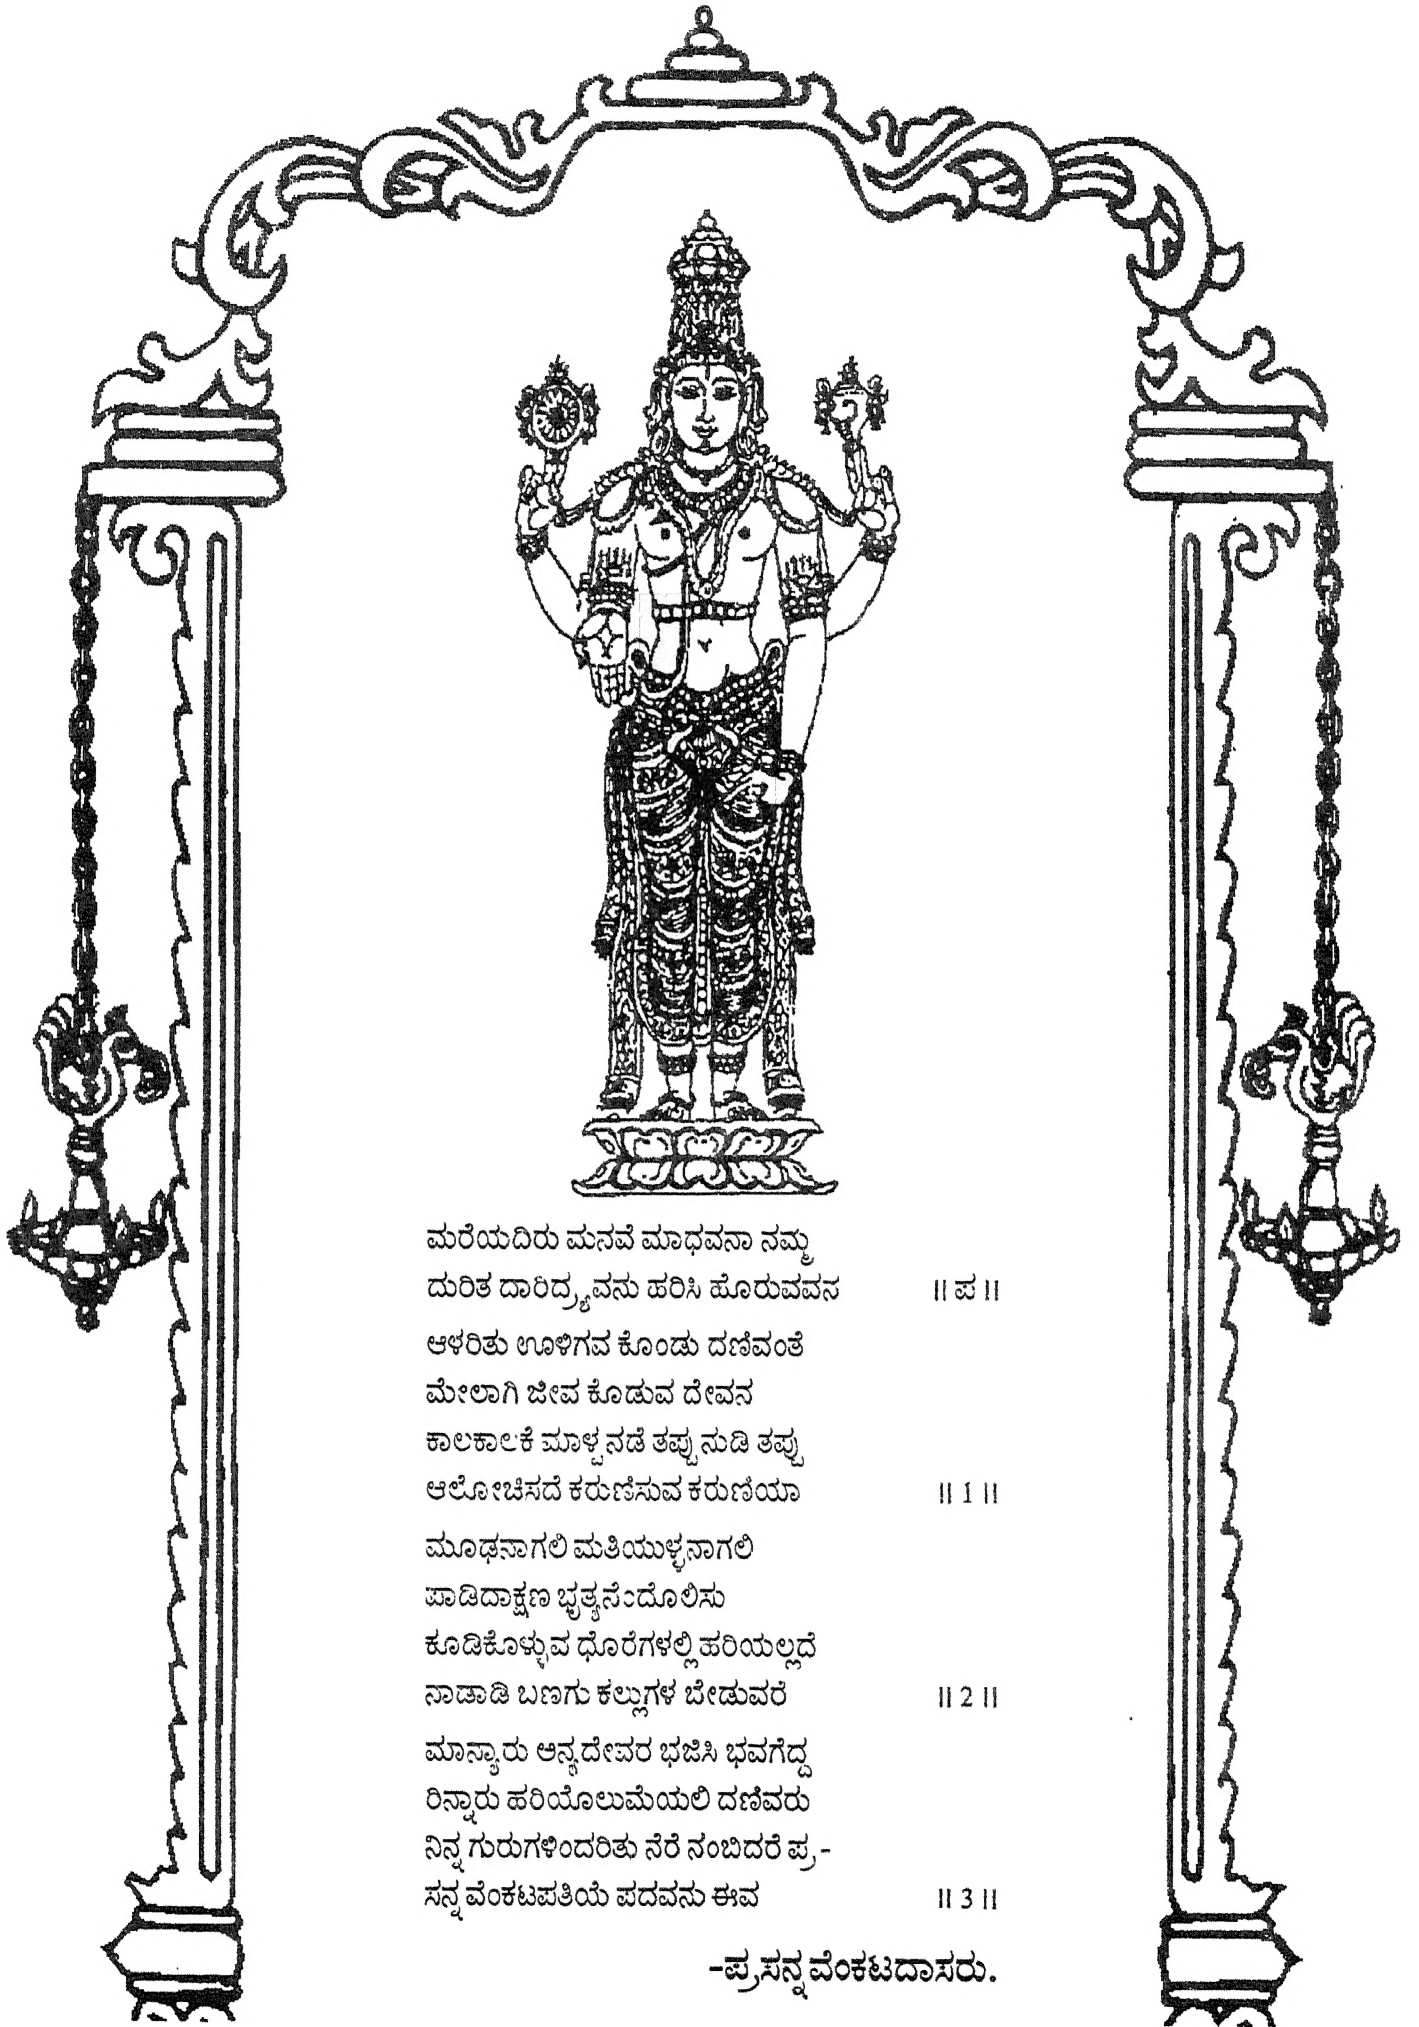 ಮರೆಯದಿರು ಮನವೆ ಮಾಧವನಾ ನಮ್ಮ
ದುರಿತ ದಾರಿದ್ರ್ಯವನು ಹರಿಸಿ ಹೊರುವವನ ॥ ಪ ॥
ಆಳರಿತು ಊಳಿಗವ ಕೊಂಡು ದಣಿವಂತೆ
ಮೇಲಾಗಿ ಜೀವ ಕೊಡುವ ದೇವನ
ಕಾಲಕಾಲಕೆ ಮಾಳ್ಪ ನಡೆ ತಪ್ಪು ನುಡಿ ತಪ್ಪು
ಆಲೋಚಿಸದೆ ಕರುಣಿಸುವ ಕರುಣಿಯಾ ॥ 1 ॥
ಮೂಢನಾಗಲಿ ಮತಿಯುಳ್ಳನಾಗಲಿ
ಪಾಡಿದಾಕ್ಷಣ ಭೃತ್ಯನೆಂದೊಲಿಸು
ಕೂಡಿಕೊಳ್ಳುವ ಧೊರೆಗಳಲ್ಲಿ ಹರಿಯಲ್ಲದೆ
ನಾಡಾಡಿ ಬಣಗು ಕಲ್ಲುಗಳ ಬೇಡುವರೆ ॥ 2 ॥
ಮಾನ್ಯಾರು ಅನ್ಯದೇವರ ಭಜಿಸಿ ಭವಗೆದ್ದ
ರಿನ್ನಾರು ಹರಿಯೊಲುಮೆಯಲಿ ದಣಿವರು
ನಿನ್ನ ಗುರುಗಳಿಂದರಿತು ನೆರೆ ನಂಬಿದರೆ ಪ್ರ-
ಸನ್ನ ವೆಂಕಟಪತಿಯೆ ಪದವನು ಈವ ॥ 3 ॥
-ಪ್ರಸನ್ನ ವೆಂಕಟದಾಸರು.